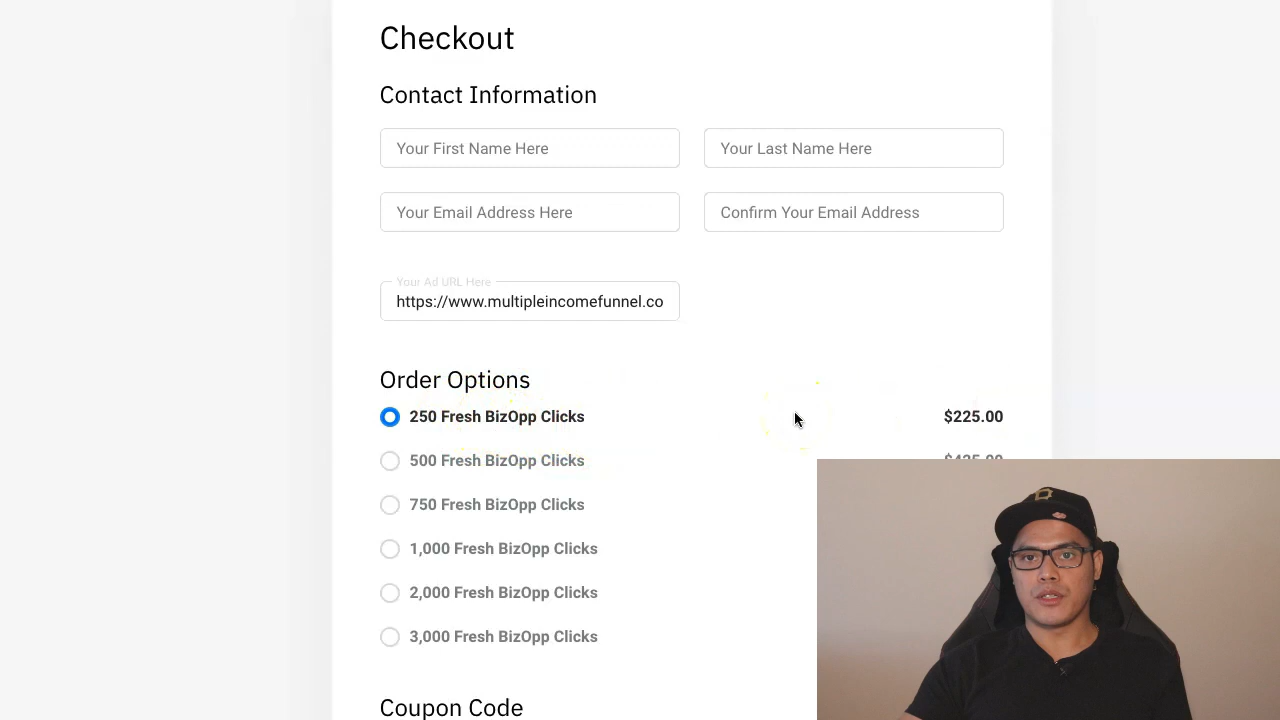 Checkout
Contact Information
Your First Name Here
Your Last Name Here
Your Email Address Here
Confirm Your Email Address
Your Ad URL Here
https://www.multipleincomefunnel.co
Order Options
250 Fresh BizOpp Clicks $225.00
500 Fresh BizOpp Clicks
750 Fresh BizOpp Clicks
1,000 Fresh BizOpp Clicks
2,000 Fresh BizOpp Clicks
3,000 Fresh BizOpp Clicks
Coupon Code